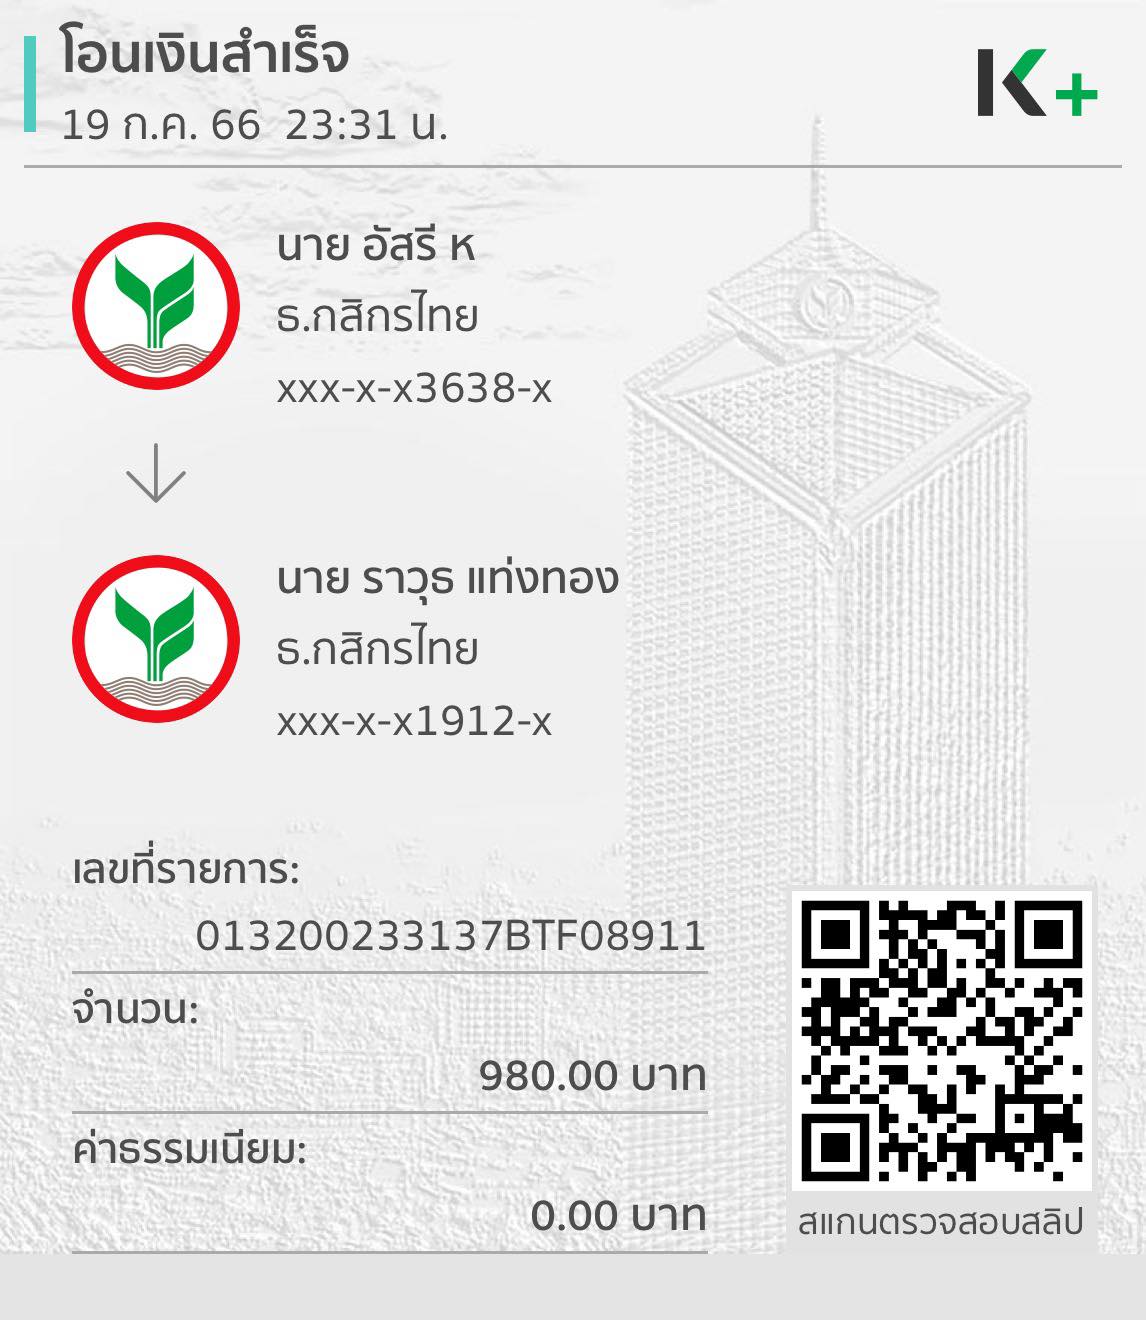 โอนเงินสำเร็จ
19 ก.ค. 66 23:31 น.
K+
นาย อัสรี ห
ธ.กสิกรไทย
xxx-x-x3638-x
นาย ราวุธ แท่งทอง
ธ.กสิกรไทย
xxx-x-x1912-x
เลขที่รายการ:
013200233137BTF08911
จำนวน:
980.00 บาท
ค่าธรรมเนียม:
0.00 บาท
สแกนตรวจสอบสลิป